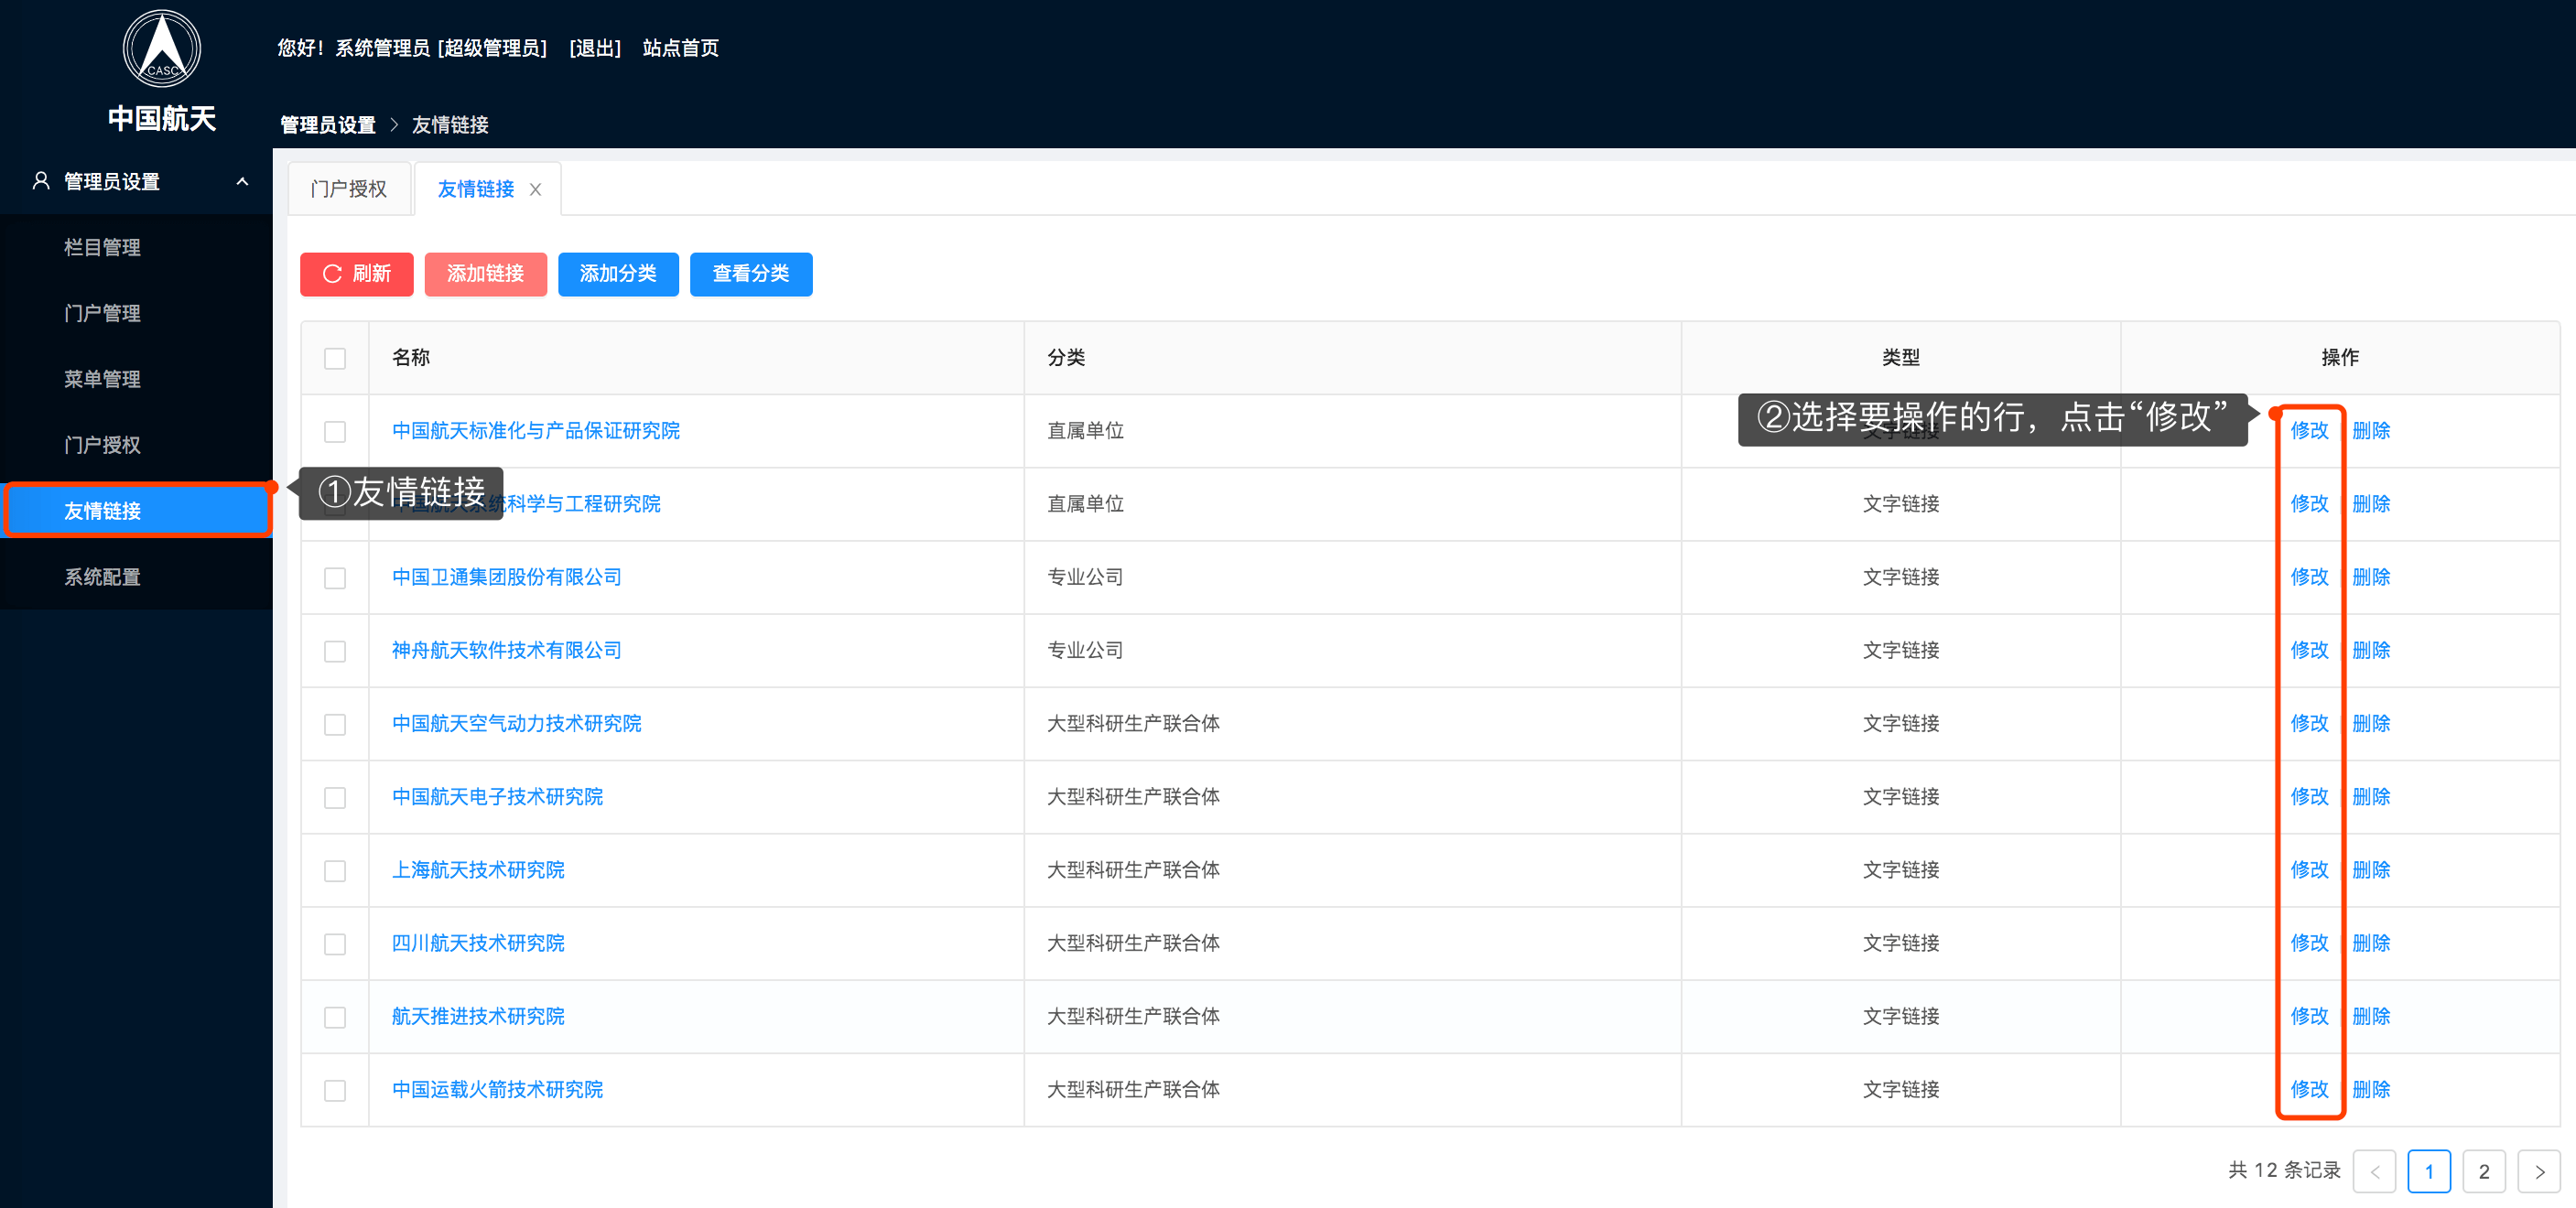 CASC
中国航天
您好！系统管理员 [超级管理员] [退出] 站点首页
管理员设置 > 友情链接
管理员设置
栏目管理
门户管理
菜单管理
门户授权
友情链接
系统配置
①友情链接
门户授权 友情链接 X
刷新 添加链接 添加分类 查看分类
名称 分类 类型 操作
②选择要操作的行，点击“修改”
中国航天标准化与产品保证研究院 直属单位 文字链接 修改 删除
中国航天系统科学与工程研究院 直属单位 文字链接 修改 删除
中国卫通集团股份有限公司 专业公司 文字链接 修改 删除
神舟航天软件技术有限公司 专业公司 文字链接 修改 删除
中国航天空气动力技术研究院 大型科研生产联合体 文字链接 修改 删除
中国航天电子技术研究院 大型科研生产联合体 文字链接 修改 删除
上海航天技术研究院 大型科研生产联合体 文字链接 修改 删除
四川航天技术研究院 大型科研生产联合体 文字链接 修改 删除
航天推进技术研究院 大型科研生产联合体 文字链接 修改 删除
中国运载火箭技术研究院 大型科研生产联合体 文字链接 修改 删除
共 12 条记录 < 1 2 >